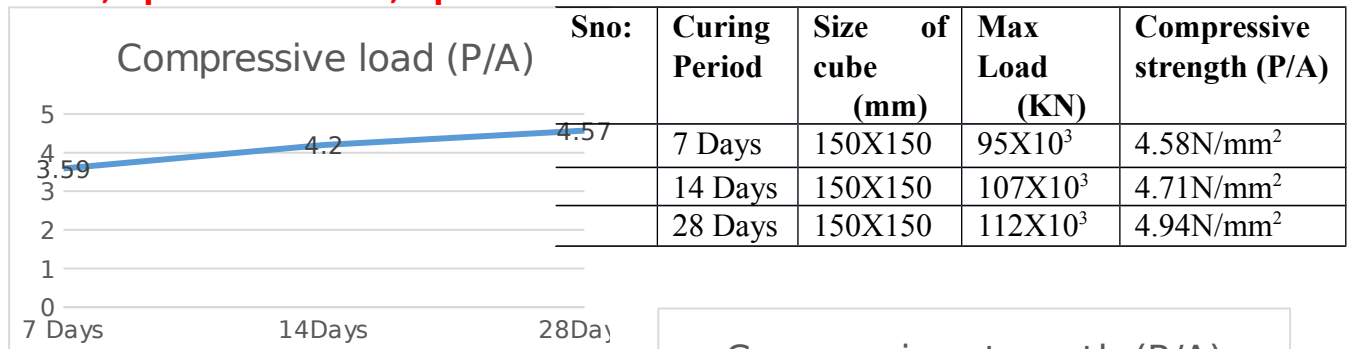 Compressive load (P/A)
5
4
3
2
1
0
3.59
4.2
4.57
7 Days 14Days
Sno: Curing Period Size of cube (mm) Max Load (KN) Compressive strength (P/A)
7 Days 150X150 95X10³ 4.58N/mm²
14 Days 150X150 107X10³ 4.71N/mm²
28 Days 150X150 112X10³ 4.94N/mm²